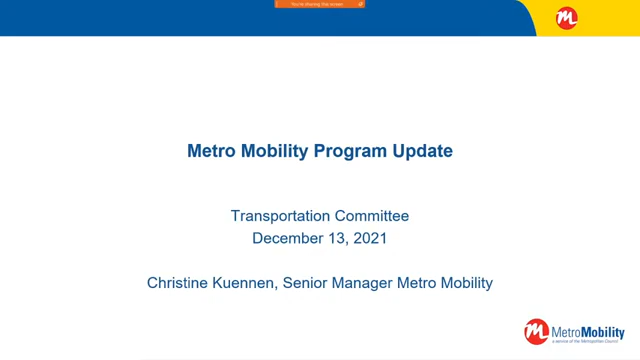 You're sharing this screen
Metro Mobility Program Update
Transportation Committee
December 13, 2021
Christine Kuennen, Senior Manager Metro Mobility
MetroMobility
a service of the Metropolitan Council